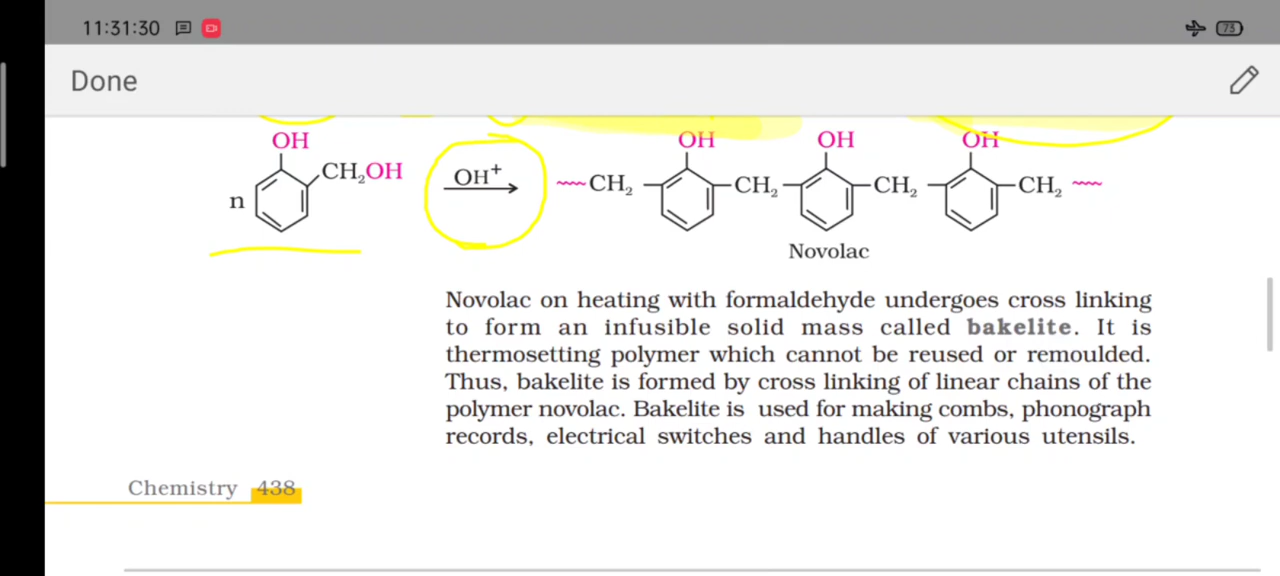 11:31:30 73
Done
OH OH OH OH
n CH₂OH OH⁺ CH₂ CH₂ CH₂ CH₂
Novolac
Novolac on heating with formaldehyde undergoes cross linking
to form an infusible solid mass called bakelite. It is
thermosetting polymer which cannot be reused or remoulded.
Thus, bakelite is formed by cross linking of linear chains of the
polymer novolac. Bakelite is used for making combs, phonograph
records, electrical switches and handles of various utensils.
Chemistry 438